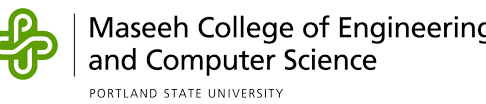 Maseeh College of Engineering
and Computer Science
PORTLAND STATE UNIVERSITY